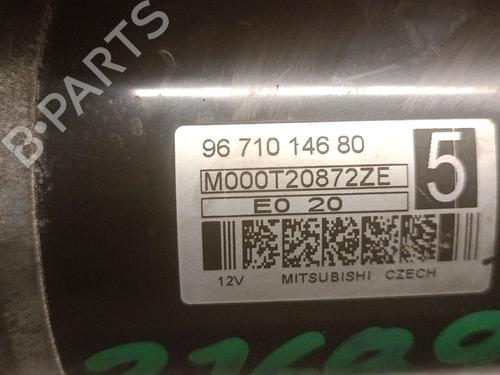 B-PARTS
96 710 146 80
M000T20872ZE
5
E0 20
12V MITSUBISHI CZECH